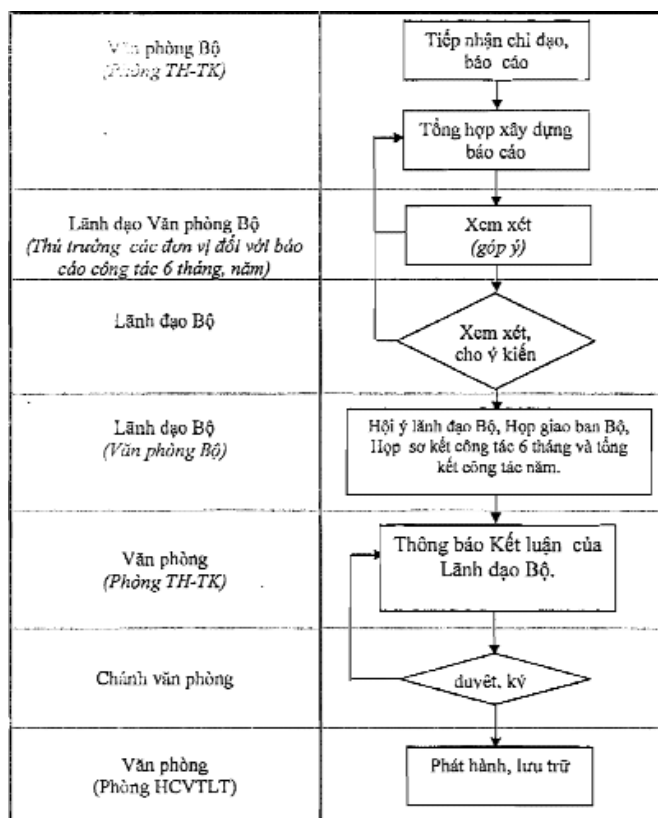 Văn phòng Bộ
(Phòng TH-TK)
Tiếp nhận chỉ đạo,
báo cáo
Tổng hợp xây dựng
báo cáo
Lãnh đạo Văn phòng Bộ
(Thủ trưởng các đơn vị đối với báo
cáo công tác 6 tháng, năm)
Xem xét
(góp ý)
Lãnh đạo Bộ
Xem xét,
cho ý kiến
Lãnh đạo Bộ
(Văn phòng Bộ)
Hội ý lãnh đạo Bộ, Họp giao ban Bộ,
Họp sơ kết công tác 6 tháng và tổng
kết công tác năm.
Văn phòng
(Phòng TH-TK)
Thông báo Kết luận của
Lãnh đạo Bộ.
Chánh văn phòng
duyệt, ký
Văn phòng
(Phòng HCVTLT)
Phát hành, lưu trữ